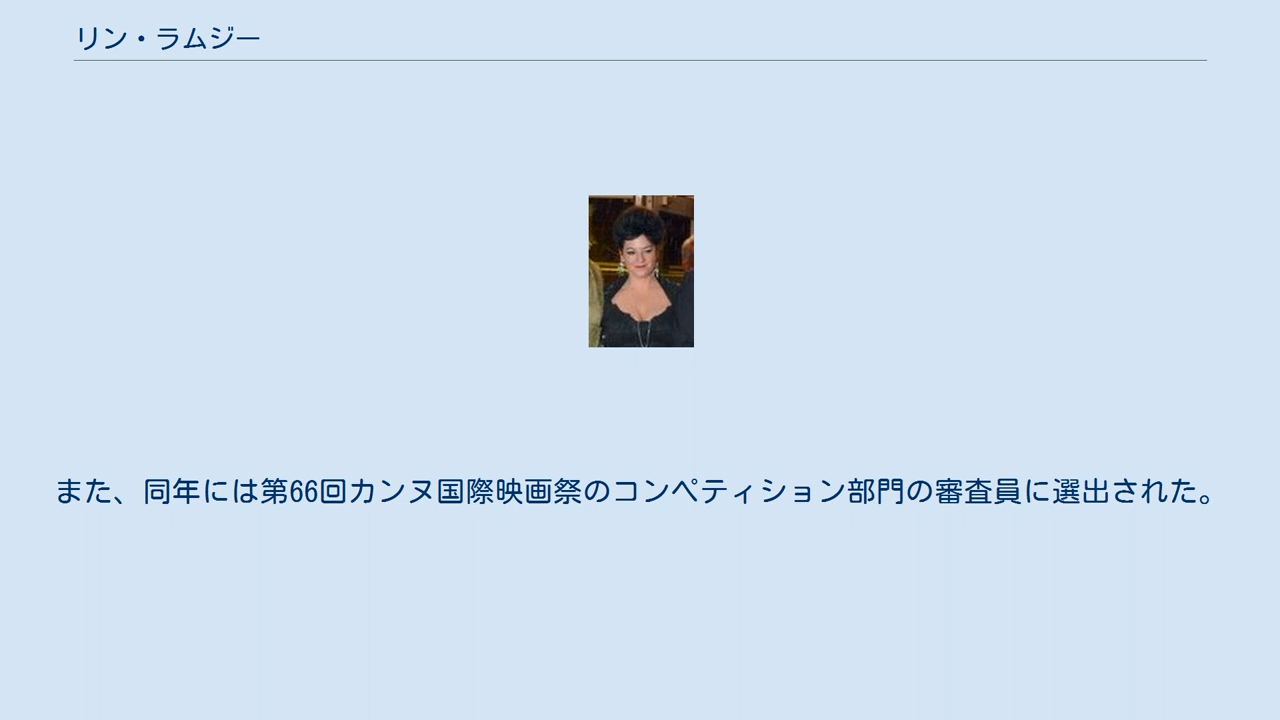 リン・ラムジー
また、同年には第66回カンヌ国際映画祭のコンペティション部門の審査員に選出された。